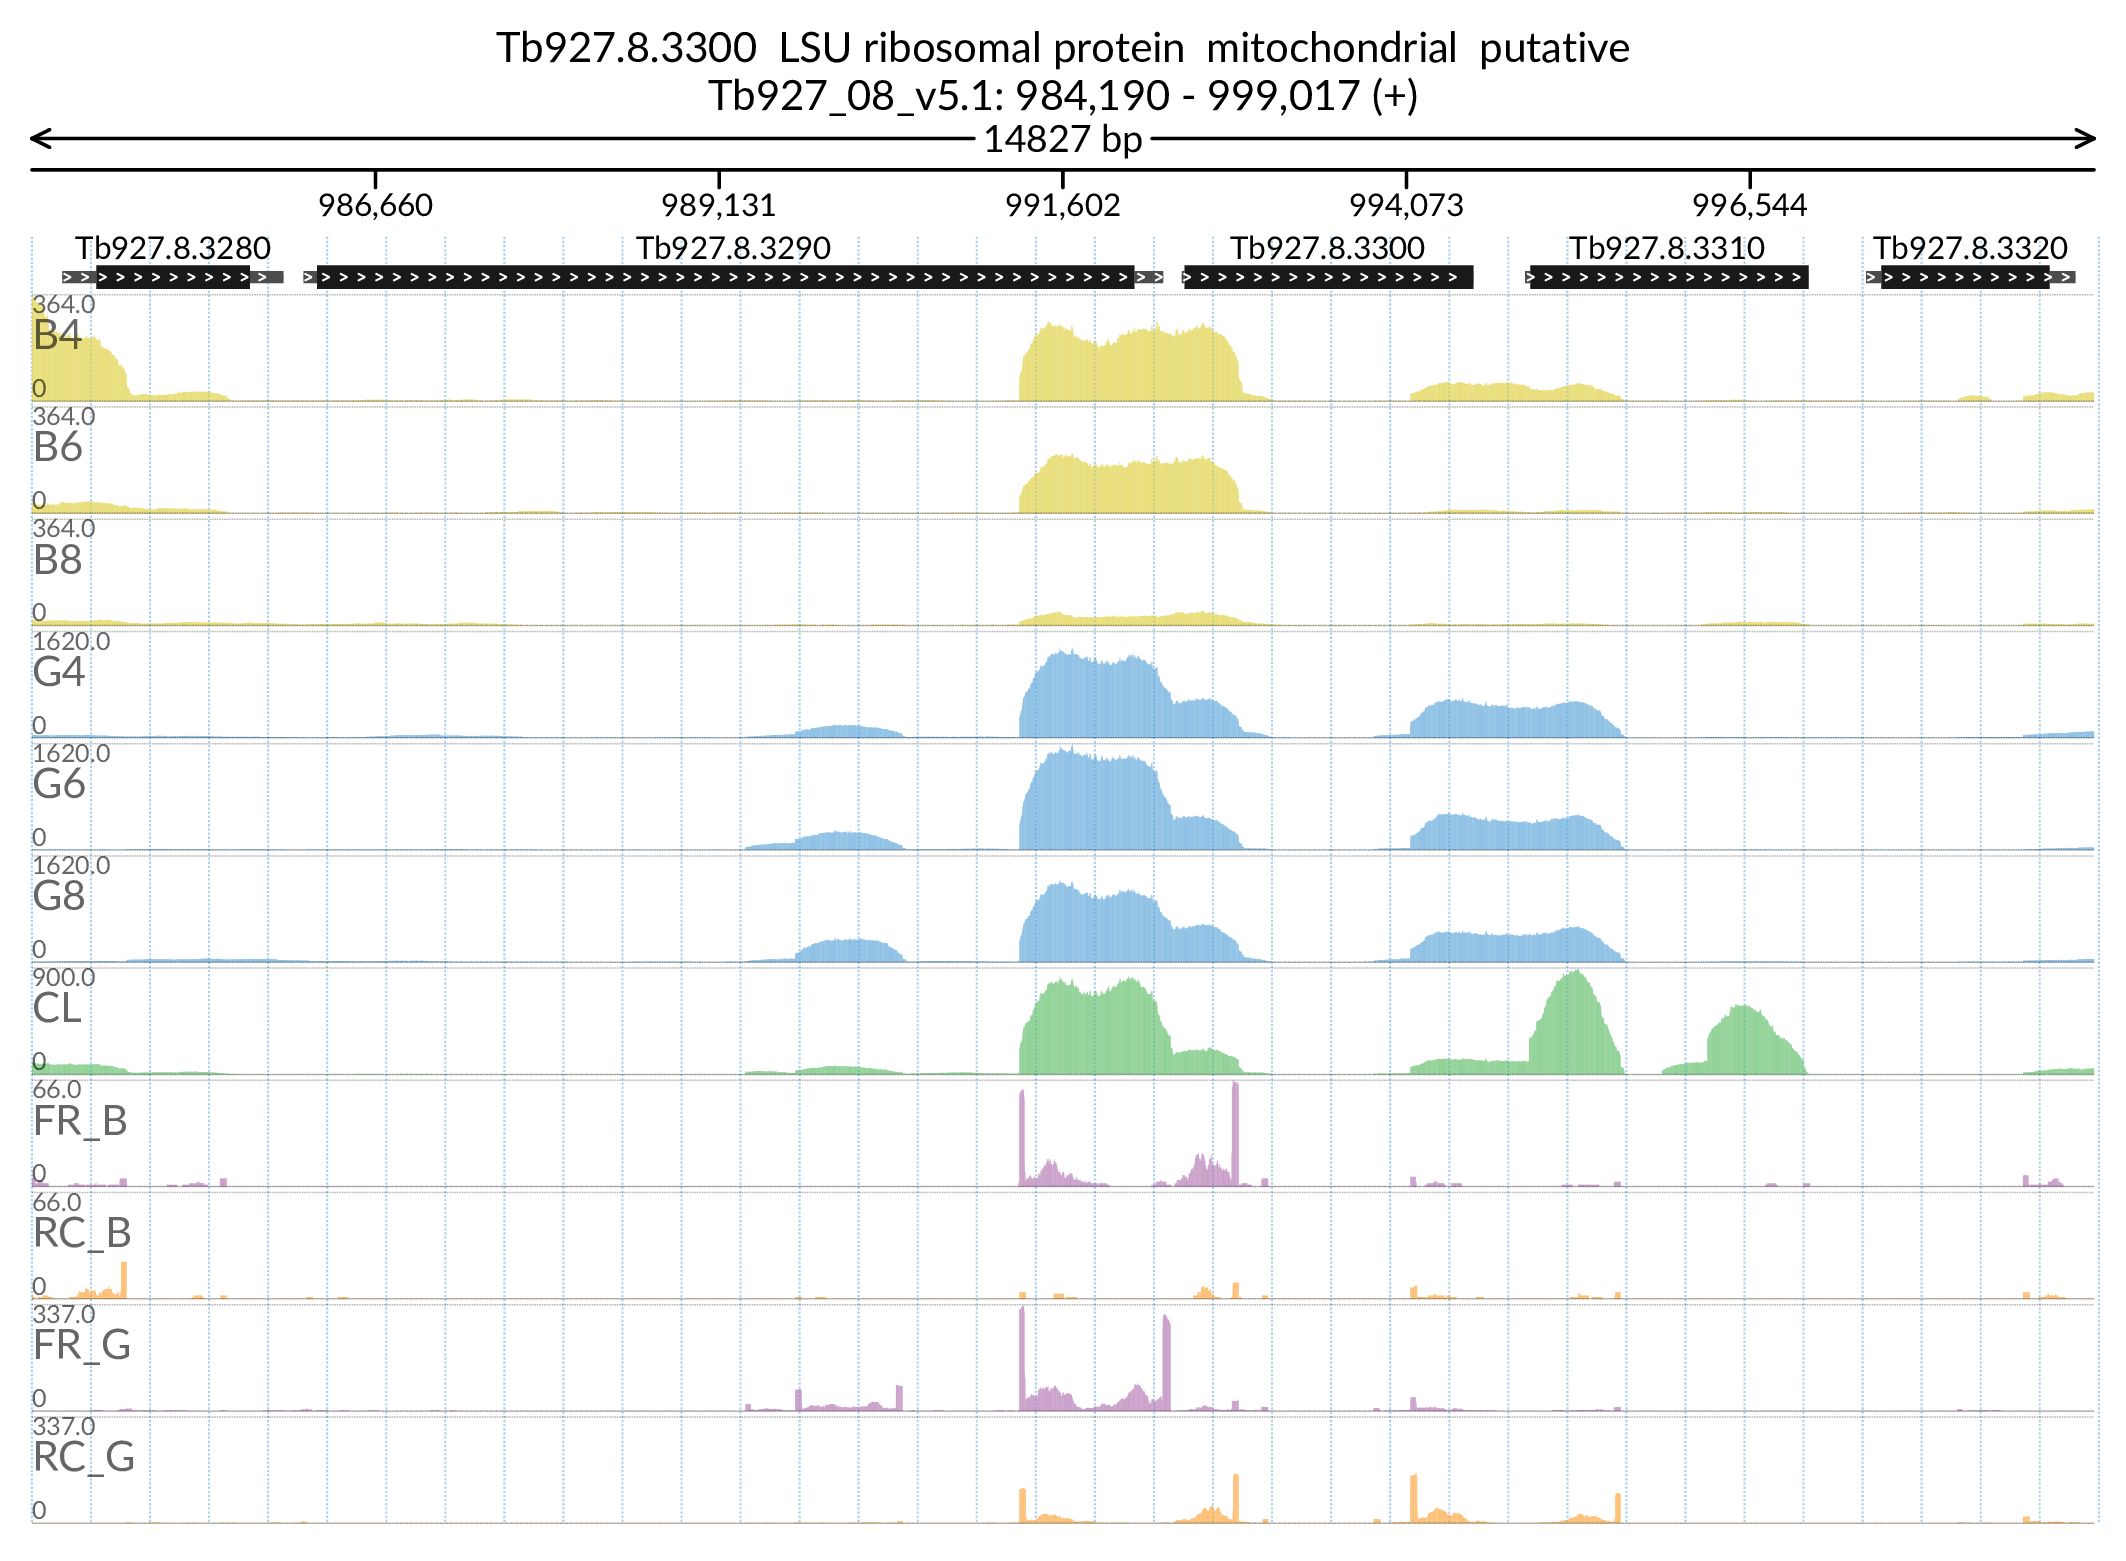 Tb927.8.3300 LSU ribosomal protein mitochondrial putative
Tb927_08_v5.1: 984,190 - 999,017 (+)
14827 bp
986,660 989,131 991,602 994,073 996,544
Tb927.8.3280 Tb927.8.3290 Tb927.8.3300 Tb927.8.3310 Tb927.8.3320
364.0
B4
0
364.0
B6
0
364.0
B8
0
1620.0
G4
0
1620.0
G6
0
1620.0
G8
0
900.0
CL
0
66.0
FR_B
0
66.0
RC_B
0
337.0
FR_G
0
337.0
RC_G
0